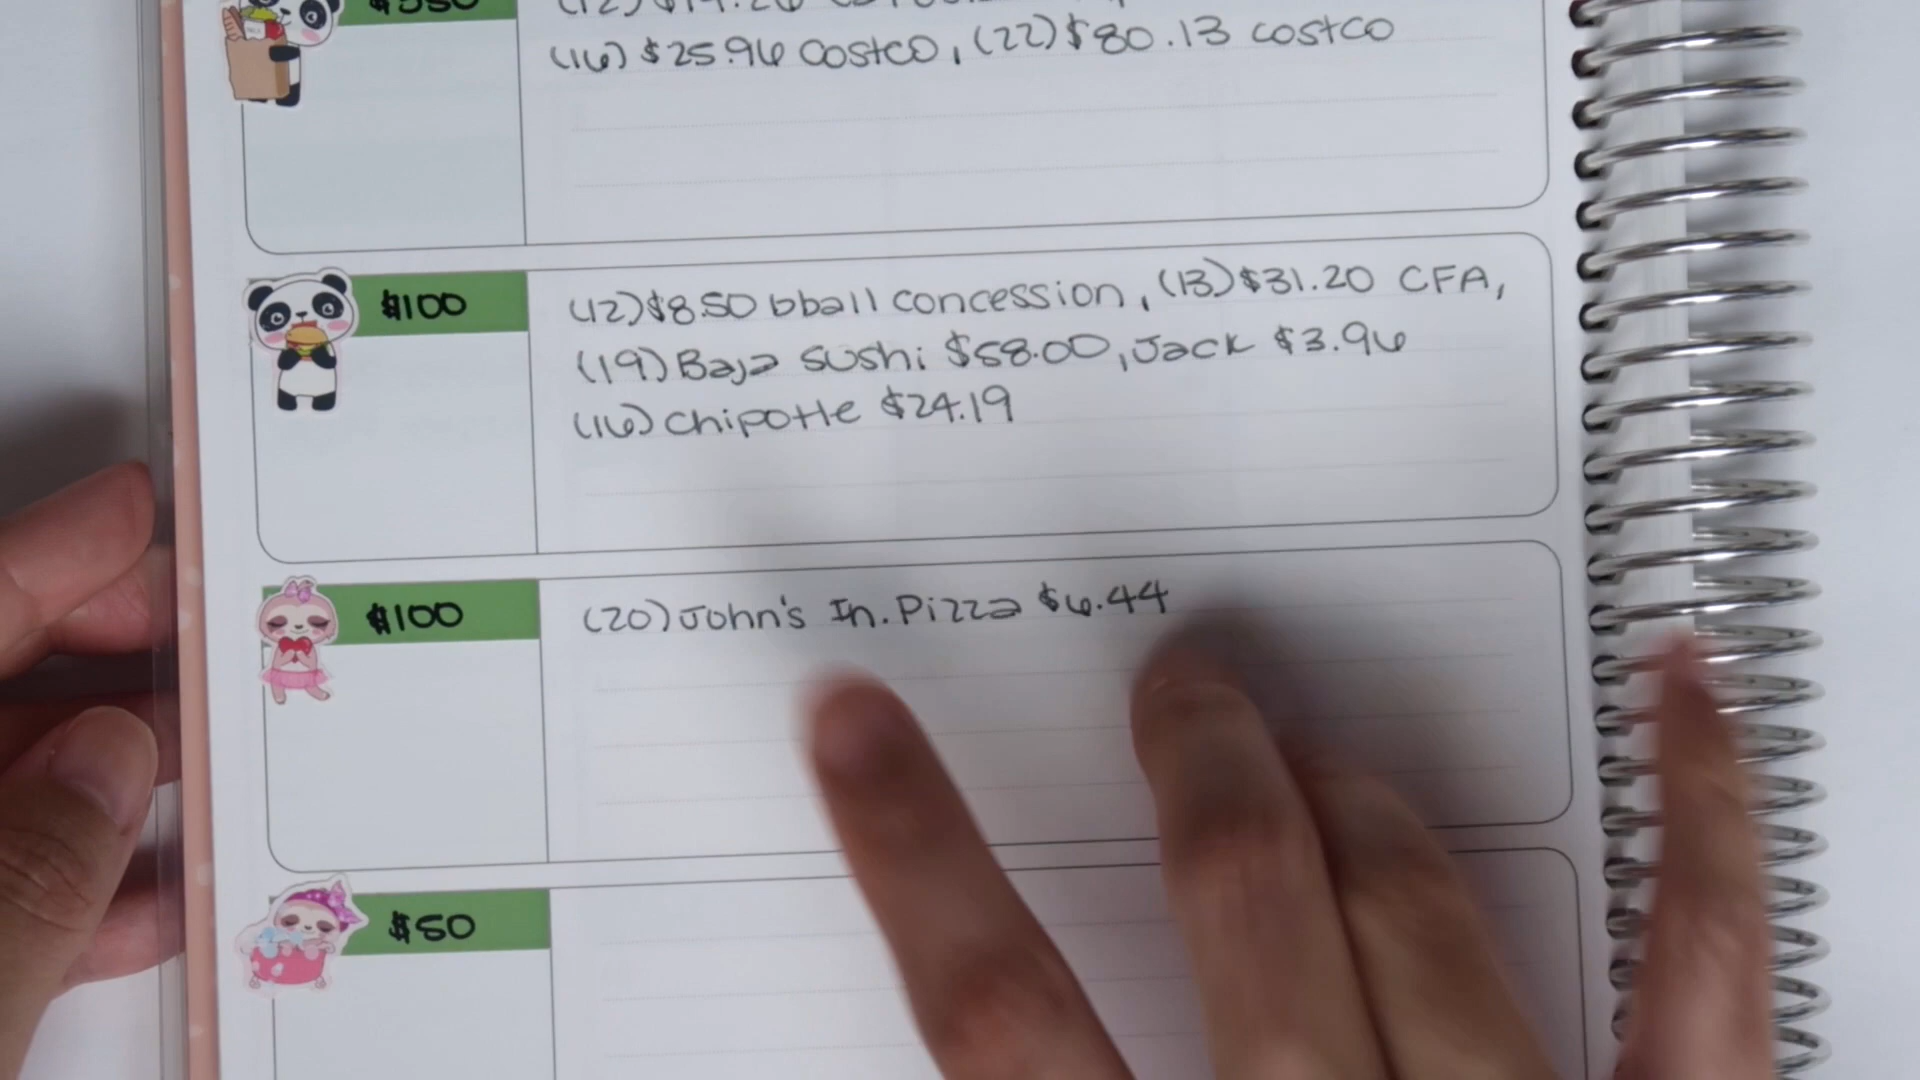 (16) $25.96 costco, (22) $80.13 costco
$100
(12) $8.50 bball concession, (13) $31.20 CFA,
(19) Baja sushi $58.00, Jack $3.96
(16) chipotle $24.19
$100
(20) John's In. Pizza $6.44
$50